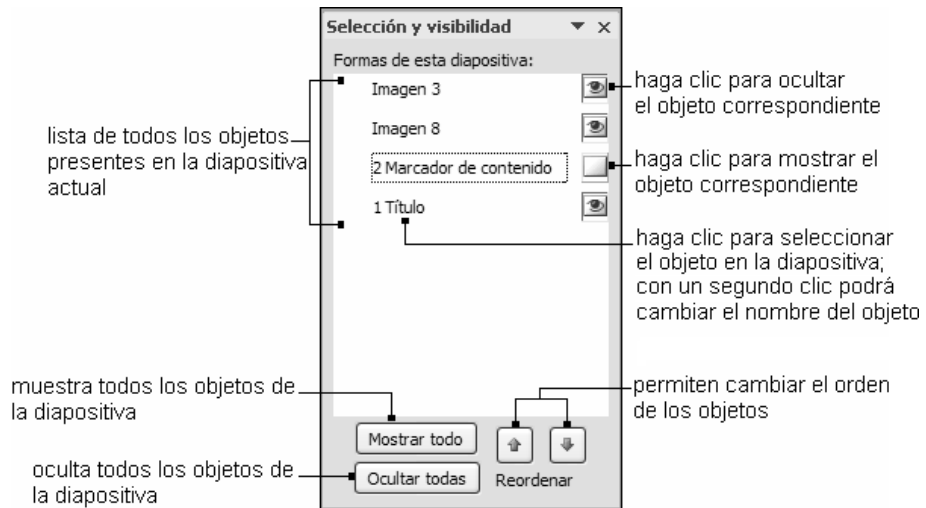 Selección y visibilidad
Formas de esta diapositiva:
Imagen 3
Imagen 8
2 Marcador de contenido
1 Título
Mostrar todo
Ocultar todas
Reordenar
lista de todos los objetos
presentes en la diapositiva
actual
muestra todos los objetos de
la diapositiva
oculta todos los objetos de
la diapositiva
haga clic para ocultar
el objeto correspondiente
haga clic para mostrar el
objeto correspondiente
haga clic para seleccionar
el objeto en la diapositiva;
con un segundo clic podrá
cambiar el nombre del objeto
permiten cambiar el orden
de los objetos